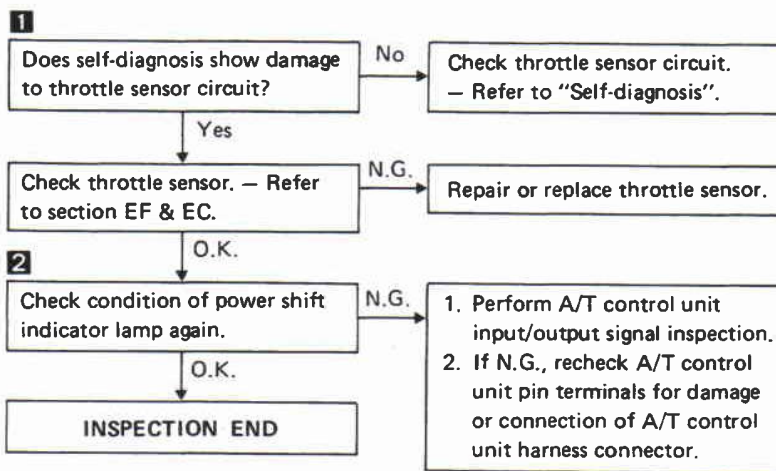 1
Does self-diagnosis show damage
to throttle sensor circuit?
No
Check throttle sensor circuit.
— Refer to “Self-diagnosis”.
Yes
Check throttle sensor. — Refer
to section EF & EC.
N.G.
Repair or replace throttle sensor.
O.K.
2
Check condition of power shift
indicator lamp again.
N.G.
1. Perform A/T control unit
input/output signal inspection.
2. If N.G., recheck A/T control
unit pin terminals for damage
or connection of A/T control
unit harness connector.
O.K.
INSPECTION END